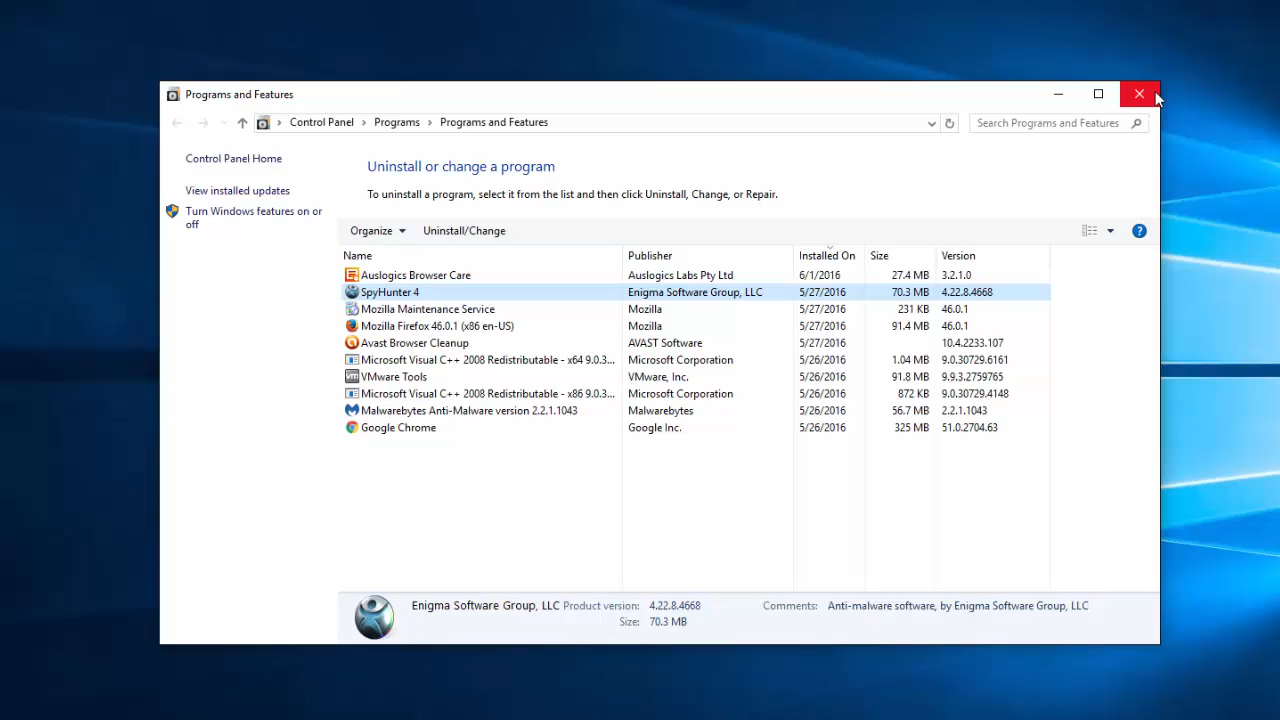 Programs and Features
Control Panel > Programs > Programs and Features
Search Programs and Features
Control Panel Home
View installed updates
Turn Windows features on or
off
Uninstall or change a program
To uninstall a program, select it from the list and then click Uninstall, Change, or Repair.
Organize Uninstall/Change
Name Publisher Installed On Size Version
Auslogics Browser Care Auslogics Labs Pty Ltd 6/1/2016 27.4 MB 3.2.1.0
SpyHunter 4 Enigma Software Group, LLC 5/27/2016 70.3 MB 4.22.8.4668
Mozilla Maintenance Service Mozilla 5/27/2016 231 KB 46.0.1
Mozilla Firefox 46.0.1 (x86 en-US) Mozilla 5/27/2016 91.4 MB 46.0.1
Avast Browser Cleanup AVAST Software 5/27/2016 10.4.2233.107
Microsoft Visual C++ 2008 Redistributable - x64 9.0.3... Microsoft Corporation 5/26/2016 1.04 MB 9.0.30729.6161
vm VMware Tools VMware, Inc. 5/26/2016 91.8 MB 9.9.3.2759765
Microsoft Visual C++ 2008 Redistributable - x86 9.0.3... Microsoft Corporation 5/26/2016 872 KB 9.0.30729.4148
Malwarebytes Anti-Malware version 2.2.1.1043 Malwarebytes 5/26/2016 56.7 MB 2.2.1.1043
Google Chrome Google Inc. 5/26/2016 325 MB 51.0.2704.63
Enigma Software Group, LLC Product version: 4.22.8.4668 Comments: Anti-malware software, by Enigma Software Group, LLC
Size: 70.3 MB